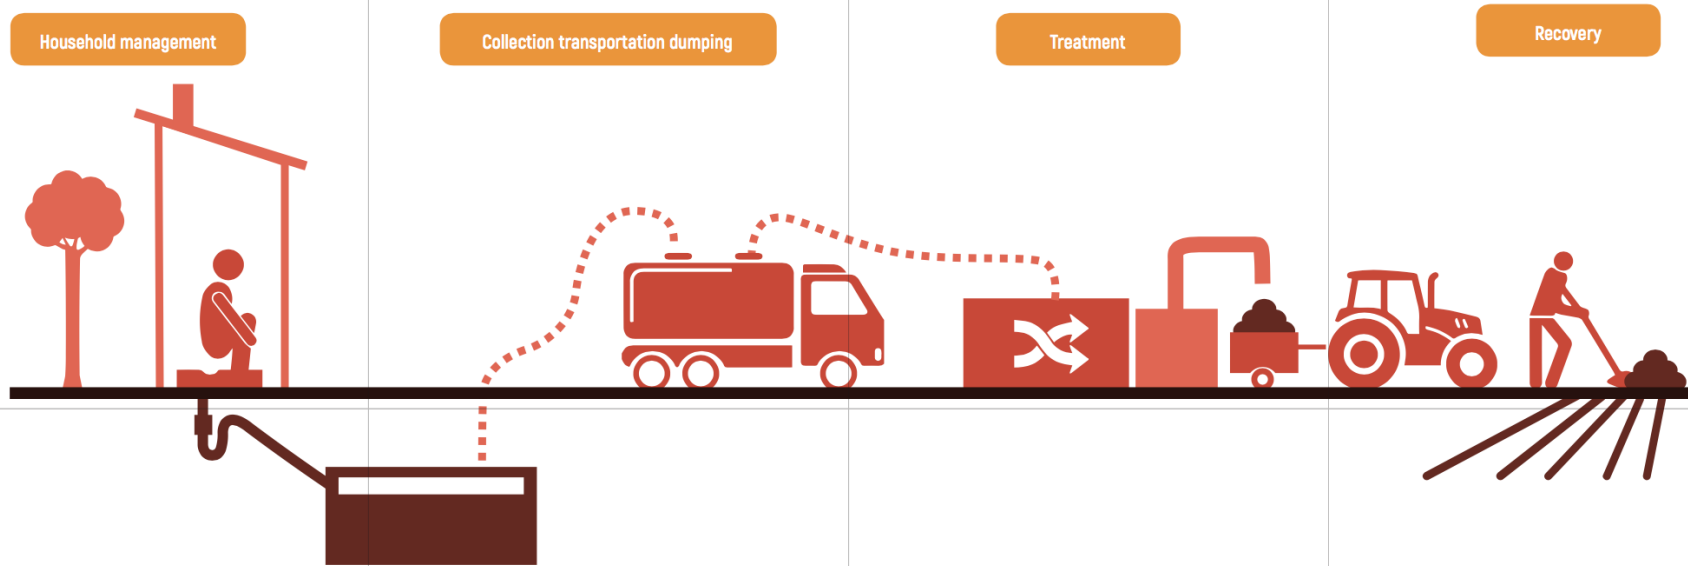 Household management
Collection transportation dumping
Treatment
Recovery